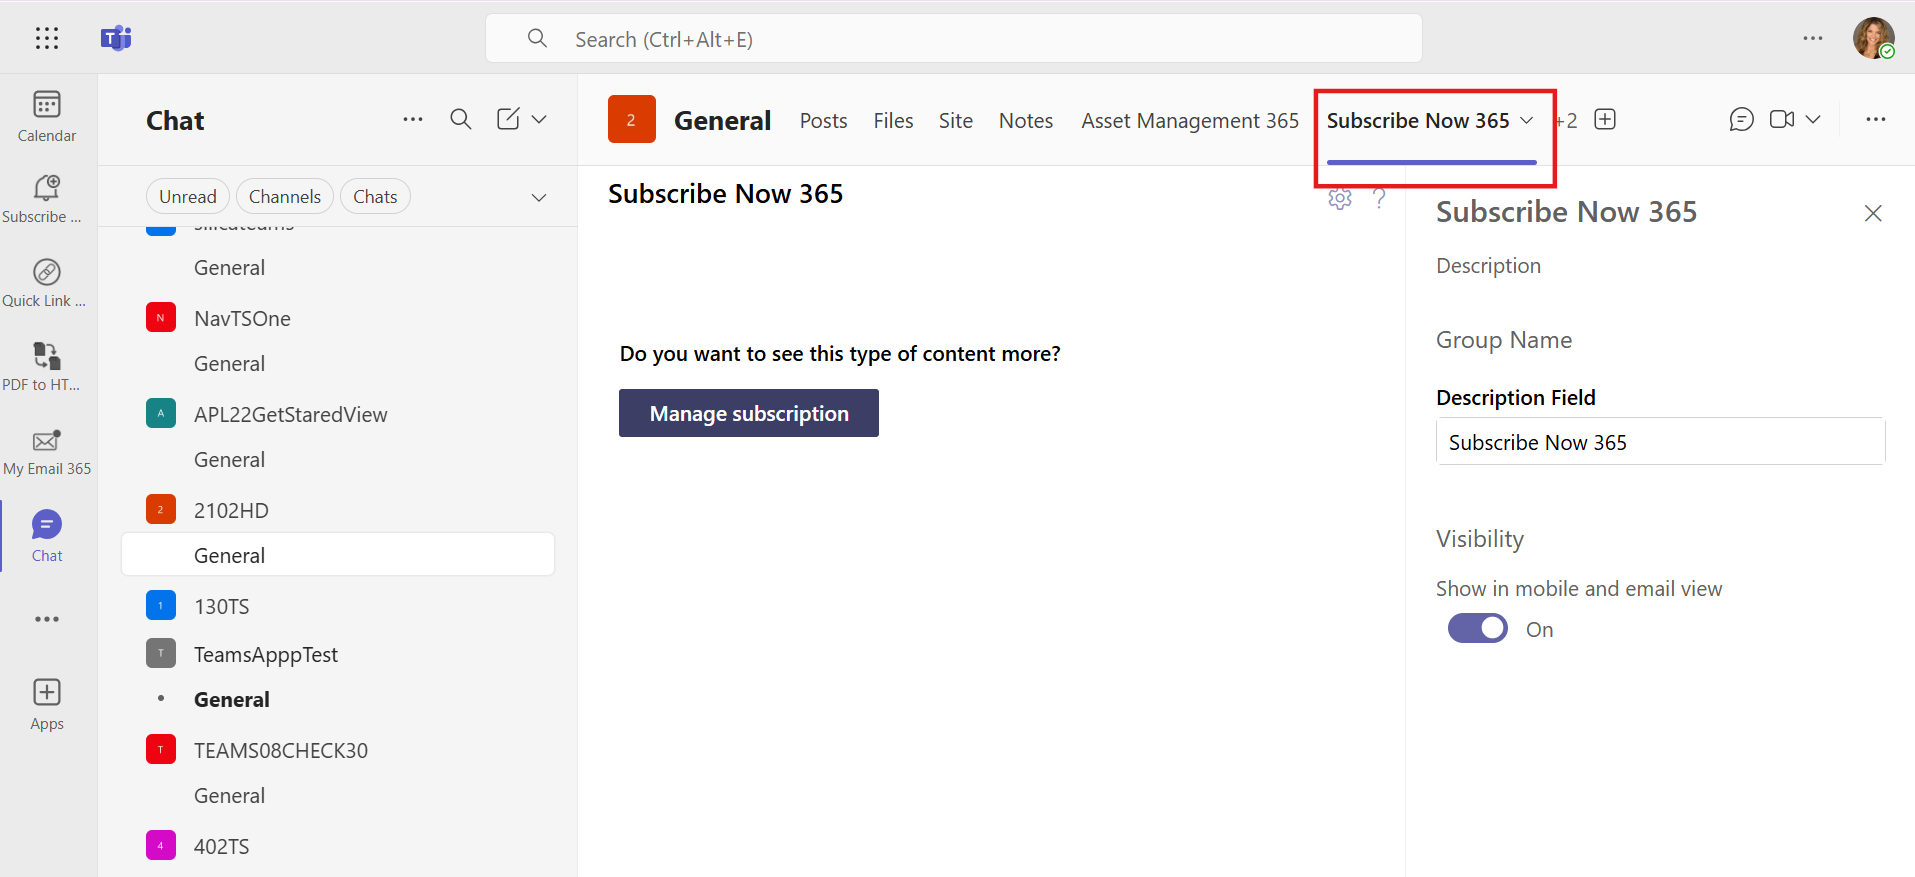 Search (Ctrl+Alt+E)
Calendar
Subscribe ...
Quick Link ...
PDF to HT...
My Email 365
Chat
Apps
Chat
Unread
Channels
Chats
General
N
NavTSOne
General
A
APL22GetStaredView
General
2
2102HD
General
1
130TS
T
TeamsApppTest
General
T
TEAMS08CHECK30
General
4
402TS
2
General
Posts
Files
Site
Notes
Asset Management 365
Subscribe Now 365
+2
Subscribe Now 365
?
Do you want to see this type of content more?
Manage subscription
Subscribe Now 365
Description
Group Name
Description Field
Subscribe Now 365
Visibility
Show in mobile and email view
On